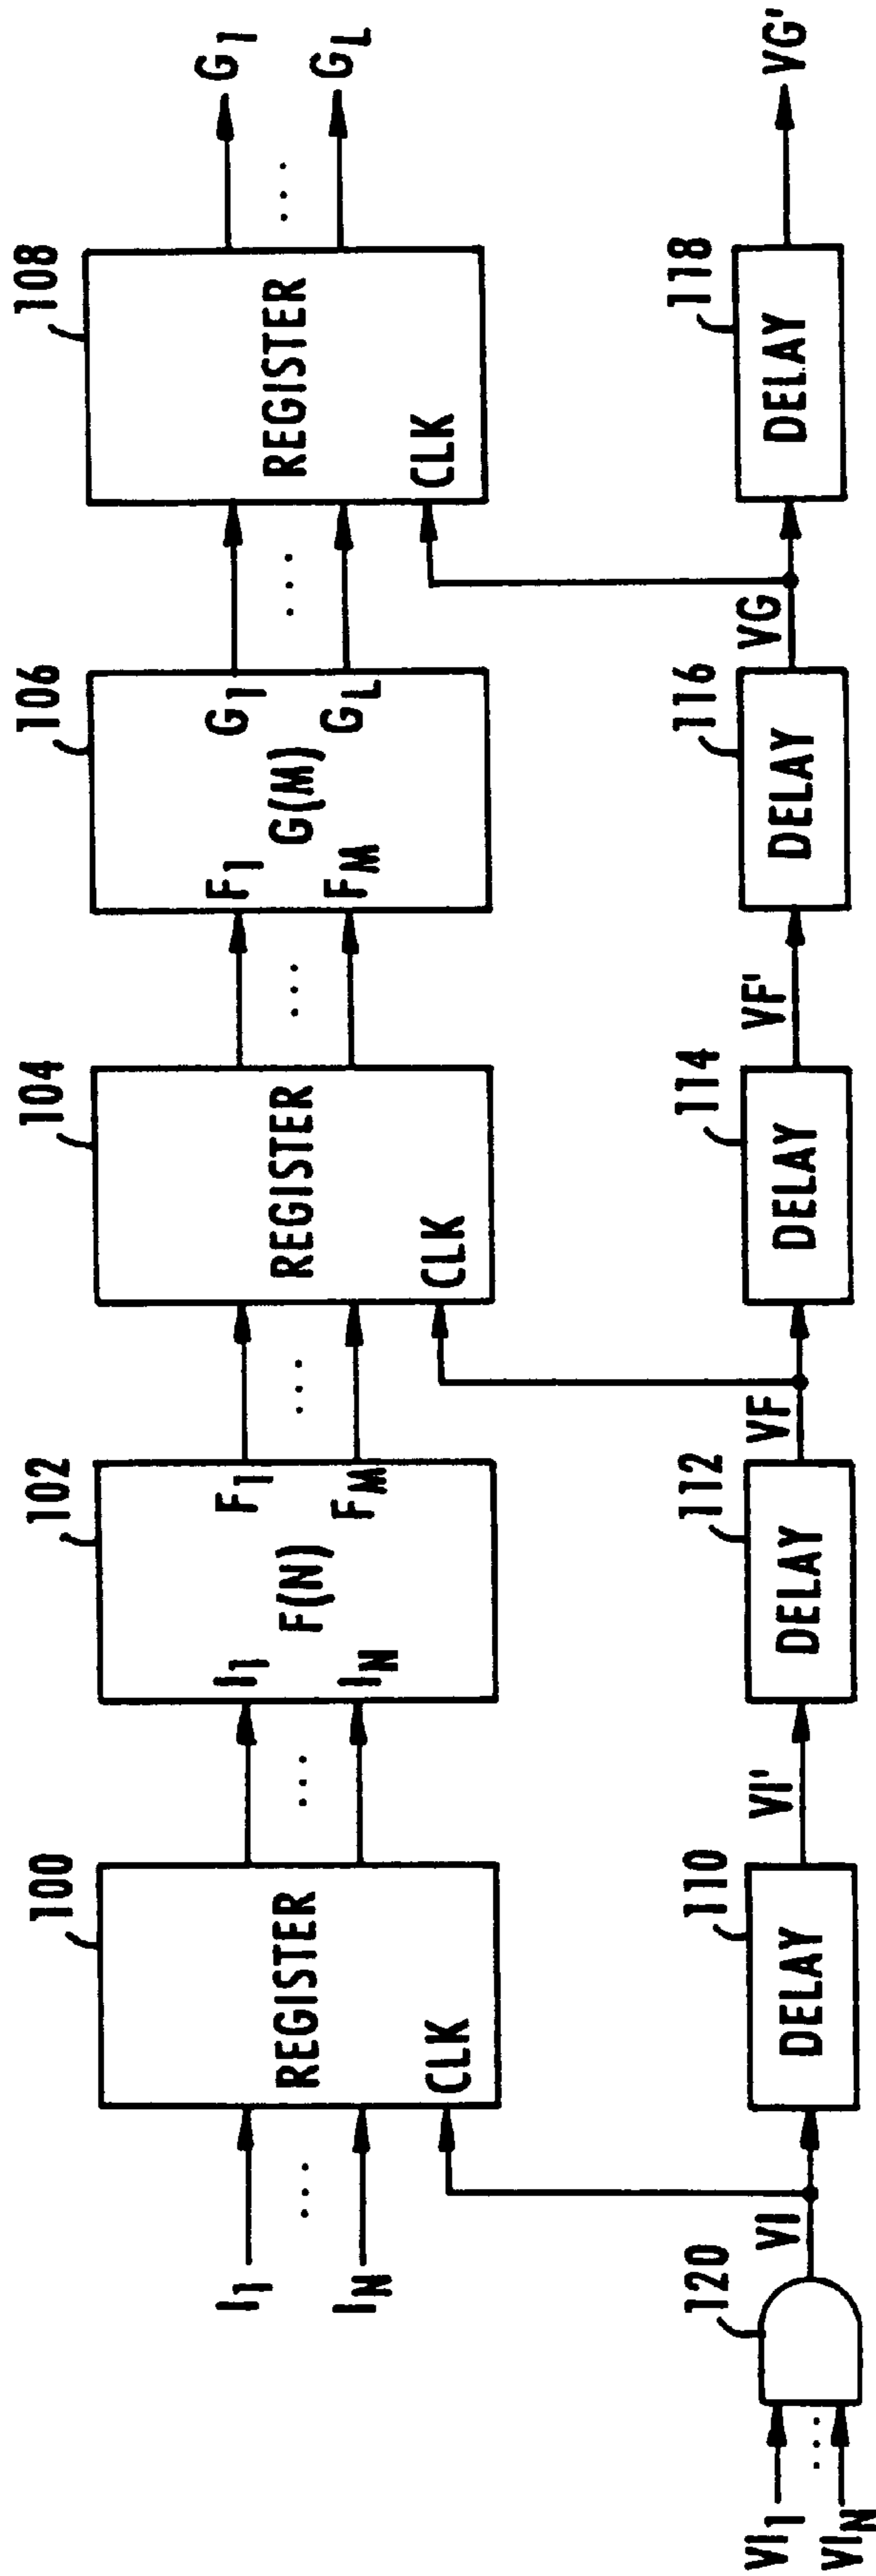 I1
IN
100
REGISTER
CLK
I1
IN
F(N)
F1
FM
102
104
REGISTER
CLK
F1
FM
G(M)
G1
GL
106
108
REGISTER
CLK
G1
GL
VI1
VIN
120
VI
110
DELAY
VI'
112
DELAY
VF
114
DELAY
VF'
116
DELAY
VG
118
DELAY
VG'